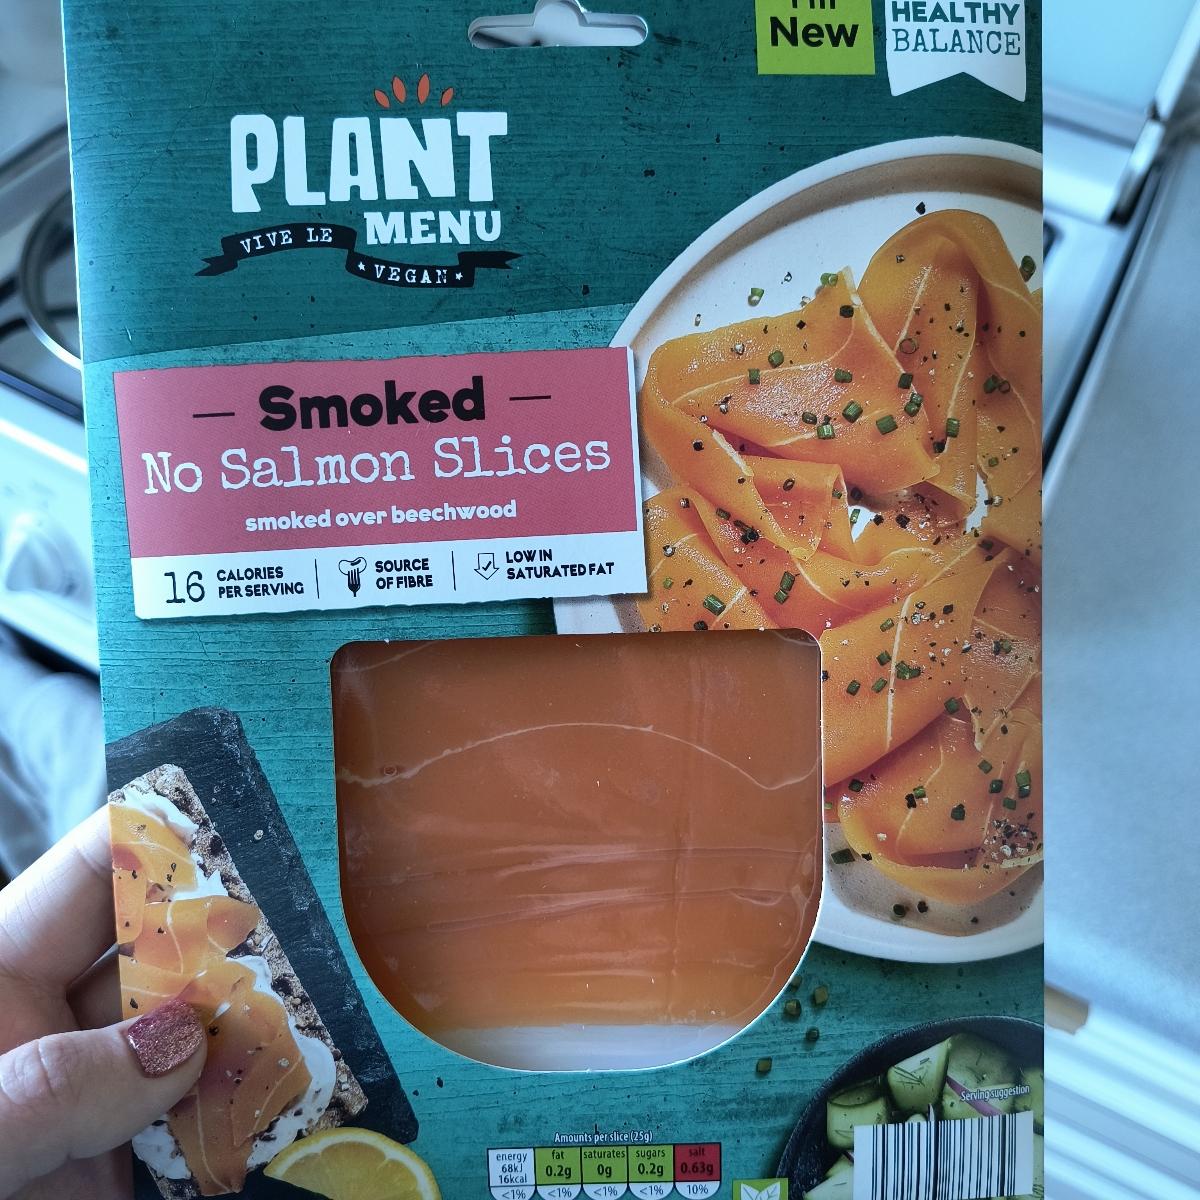 New
HEALTHY
BALANCE
PLANT
MENU
VIVE LE
VEGAN
Smoked
No Salmon Slices
smoked over beechwood
16 CALORIES
PER SERVING
SOURCE
OF FIBRE
LOW IN
SATURATED FAT
Serving suggestion
Amounts per slice (25g)
energy
68kJ
16kcal
<1%
fat
0.2g
<1%
saturates
0g
<1%
sugars
0.2g
<1%
salt
0.63g
10%